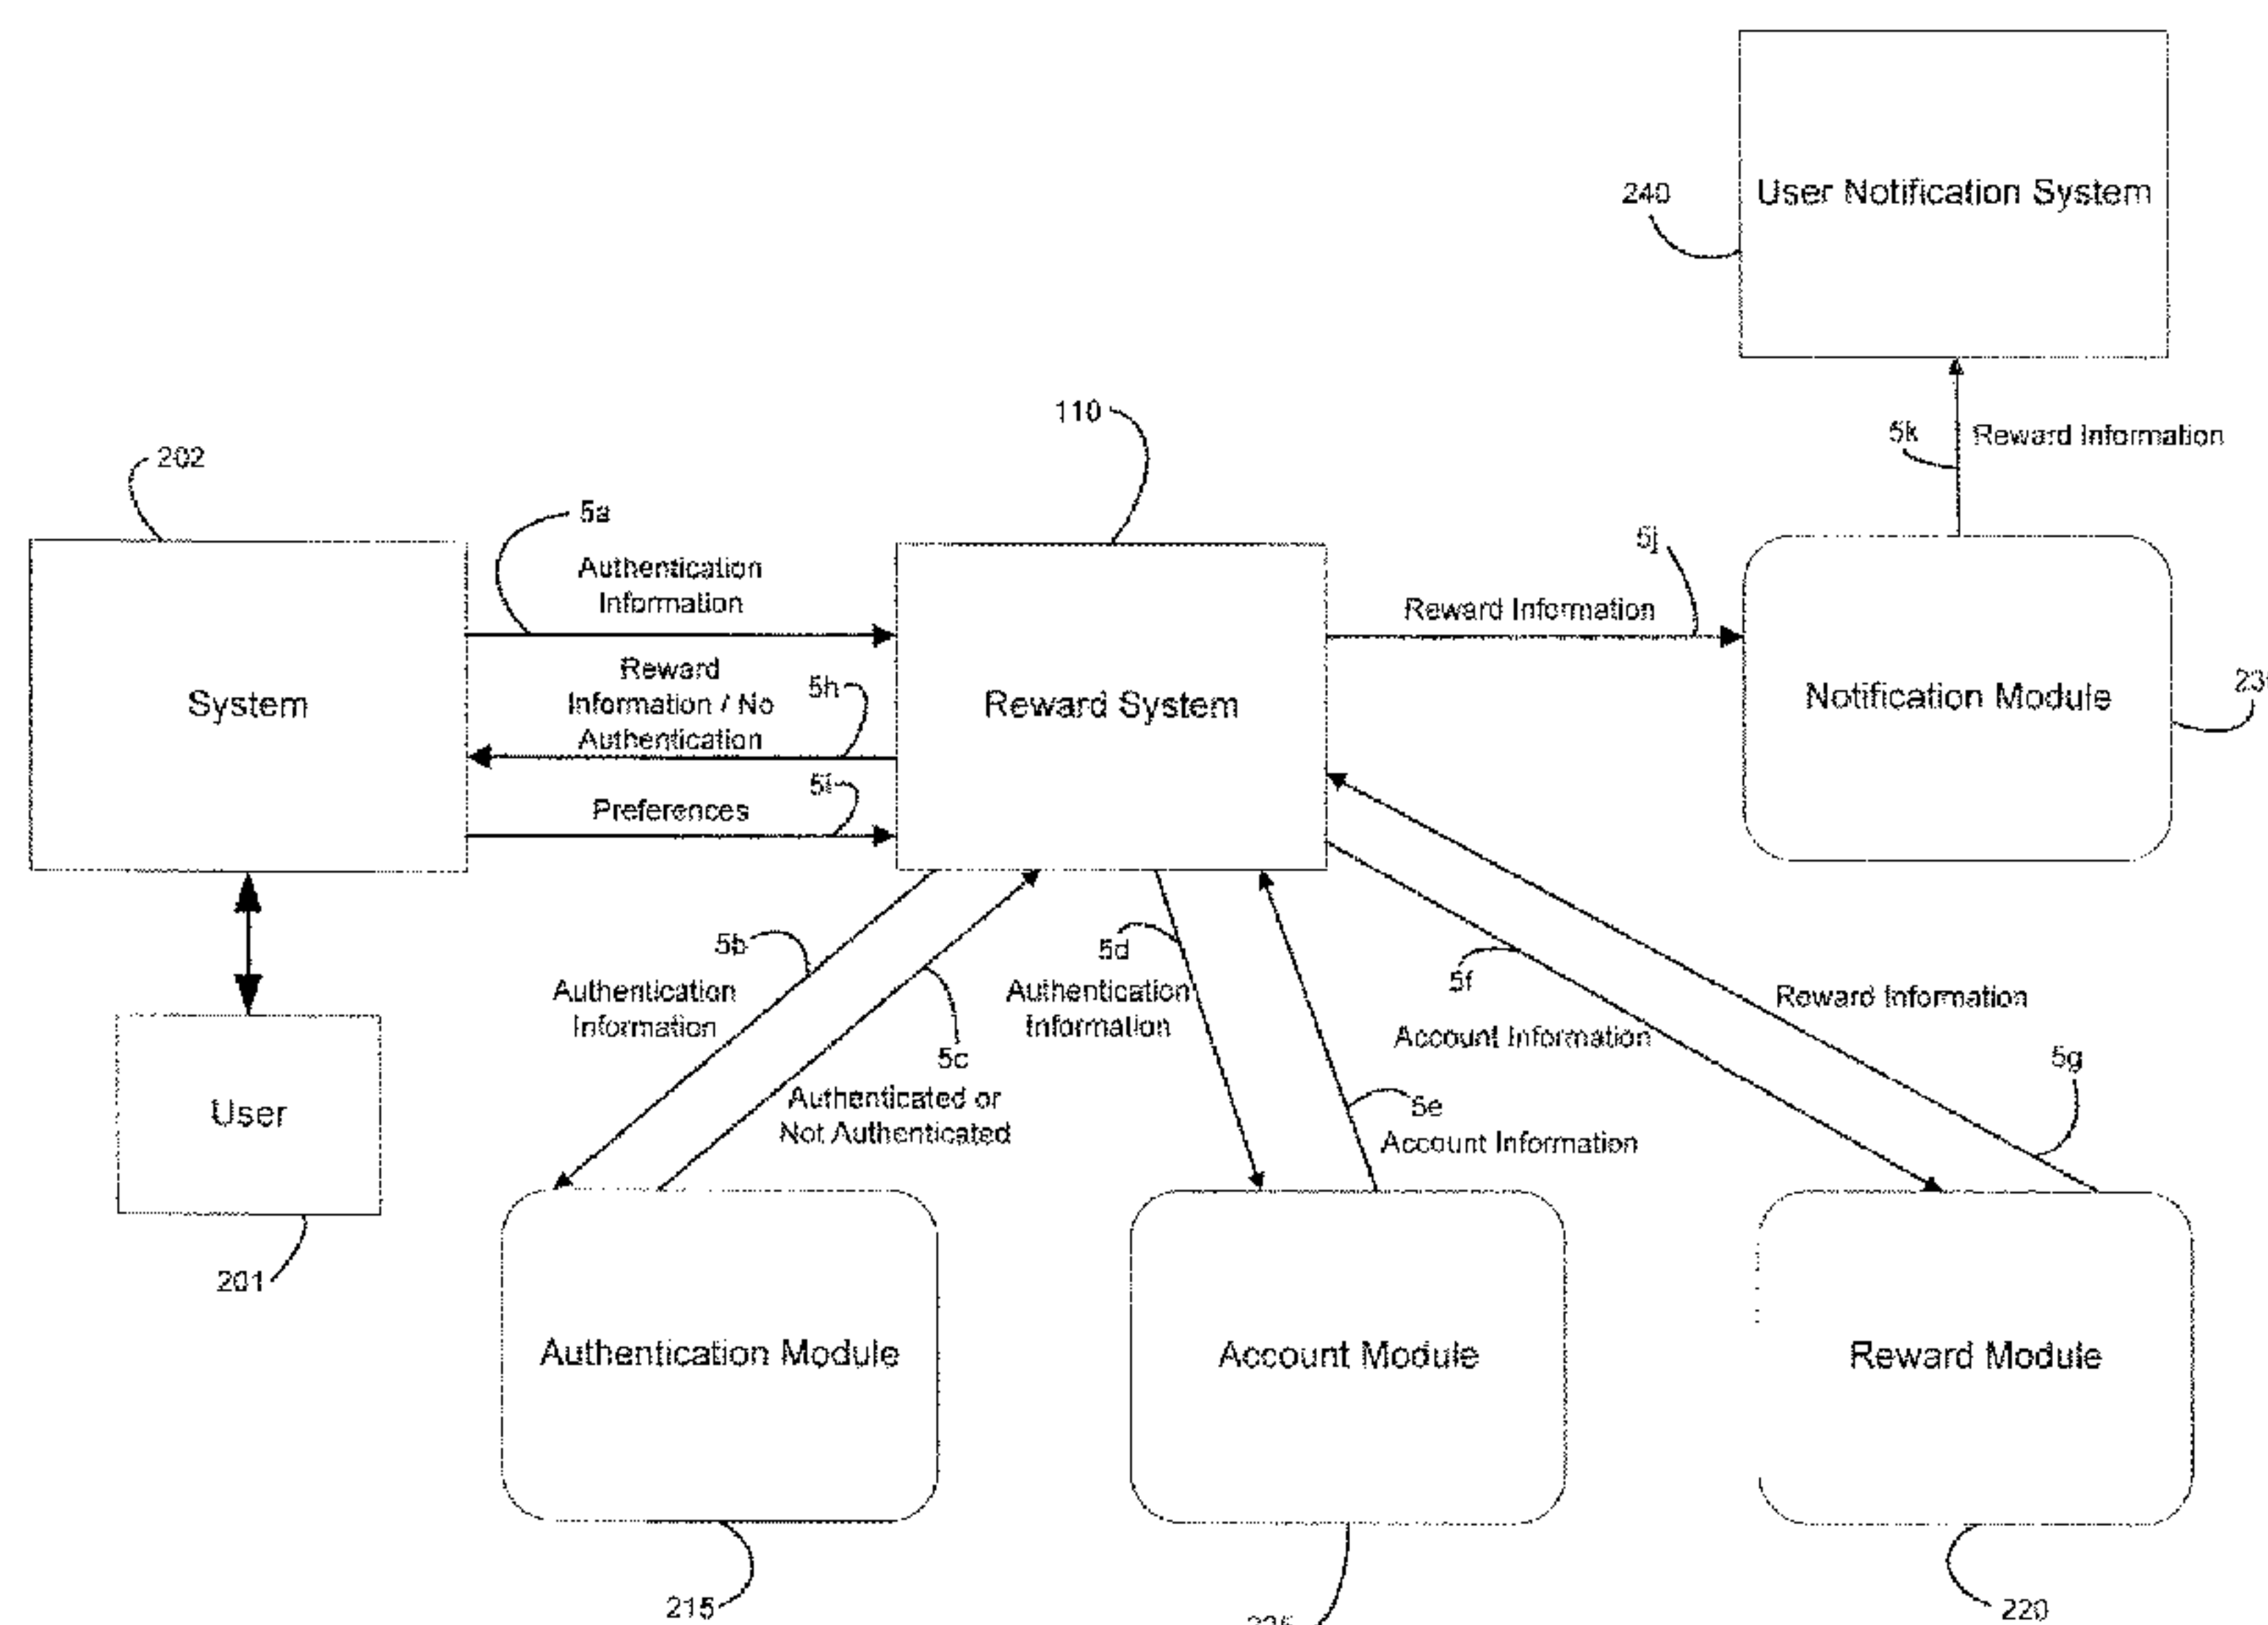 User Notification System
240
110
5k
Reward Information
202
5a
5j
Authentication
Information
Reward Information
Reward
Information / No
Authentication
5h
System
Reward System
Notification Module
5i
Preferences
5b
Authentication
Information
5c
Authenticated or
Not Authenticated
5d
Authentication
Information
5e
Account Information
5f
Account Information
Reward Information
5g
User
201
Authentication Module
Account Module
Reward Module
215
220